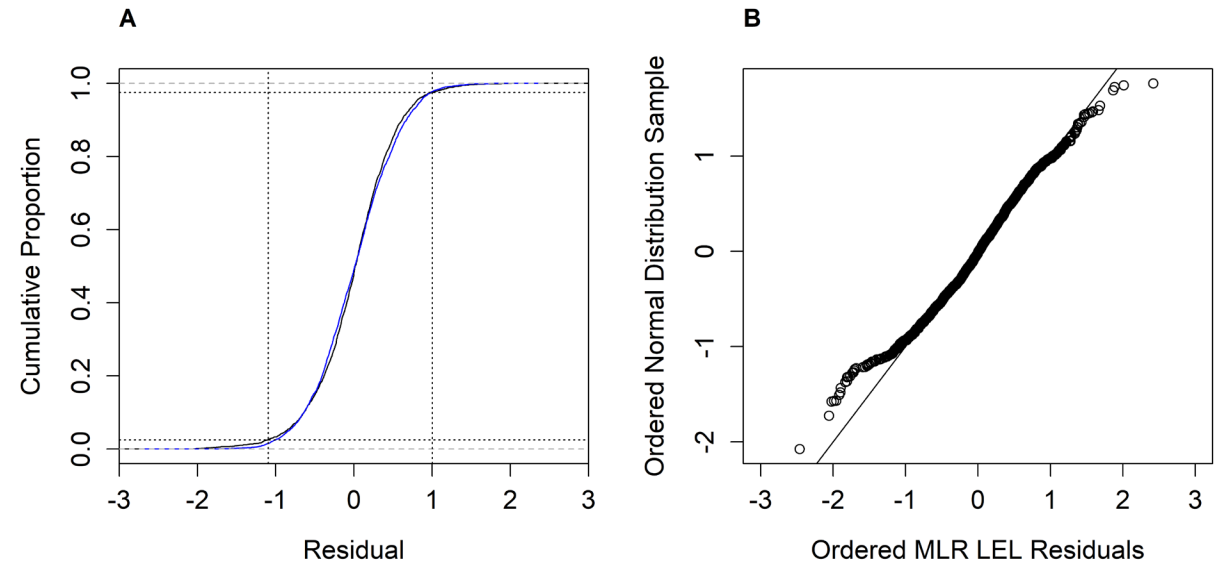 A
Cumulative Proportion
1.0
0.8
0.6
0.4
0.2
0.0
-3 -2 -1 0 1 2 3
Residual
B
Ordered Normal Distribution Sample
1
0
-1
-2
-3 -2 -1 0 1 2 3
Ordered MLR LEL Residuals